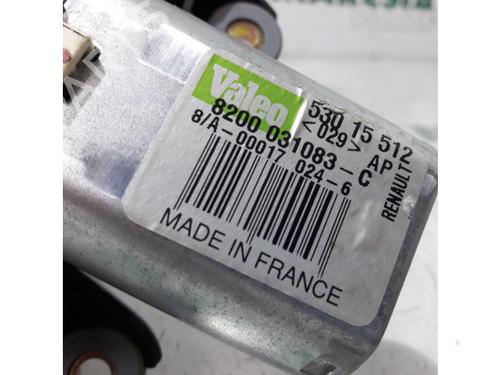 Valeo
530 15 512
<029> AP
8200 031083-C
8/A-00017 024-6
RENAULT
MADE IN FRANCE